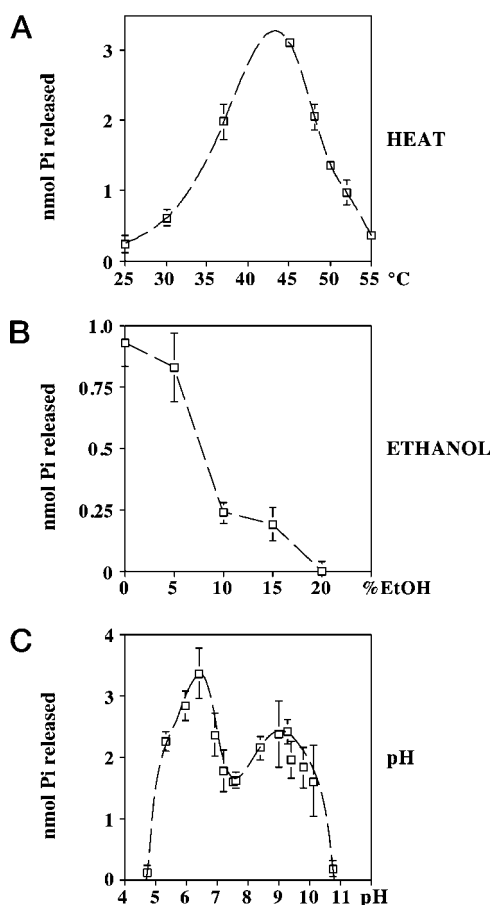 A
nmol Pi released
3
2
1
0
25 30 35 40 45 50 55 °C
HEAT
B
nmol Pi released
1.0
0.75
0.5
0.25
0
0 5 10 15 20 %EtOH
ETHANOL
C
nmol Pi released
4
3
2
1
0
4 5 6 7 8 9 10 11 pH
pH